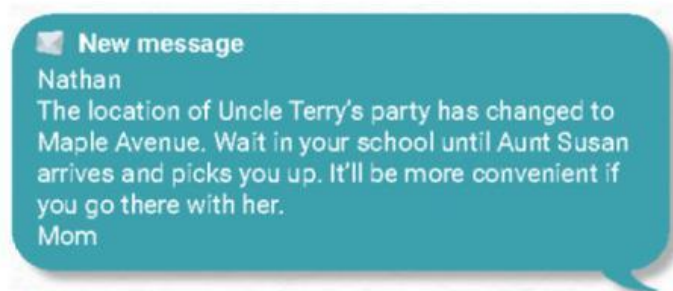 New message
Nathan
The location of Uncle Terry's party has changed to
Maple Avenue. Wait in your school until Aunt Susan
arrives and picks you up. It'll be more convenient if
you go there with her.
Mom